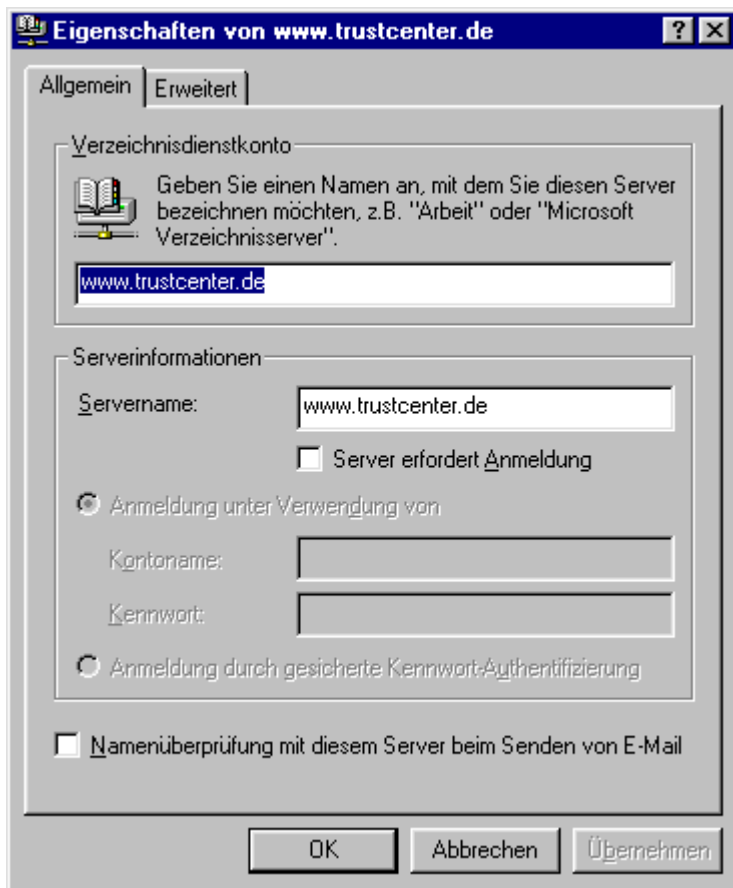 Eigenschaften von www.trustcenter.de
Allgemein
Erweitert
Verzeichnisdienstkonto
Geben Sie einen Namen an, mit dem Sie diesen Server
bezeichnen möchten, z.B. "Arbeit" oder "Microsoft
Verzeichnisserver".
www.trustcenter.de
Serverinformationen
Servername:
www.trustcenter.de
Server erfordert Anmeldung
Anmeldung unter Verwendung von
Kontoname:
Kennwort:
Anmeldung durch gesicherte Kennwort-Authentifizierung
Namenüberprüfung mit diesem Server beim Senden von E-Mail
OK
Abbrechen
Übernehmen